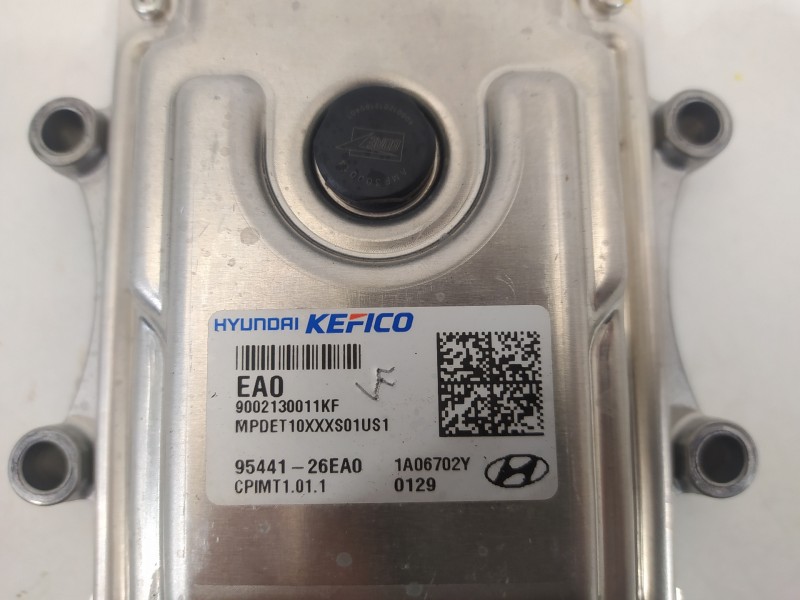 HYUNDAI KEFICO
EA0
9002130011KF
MPDET10XXXS01US1
95441-26EA0 1A06702Y
CPIMT1.01.1 0129